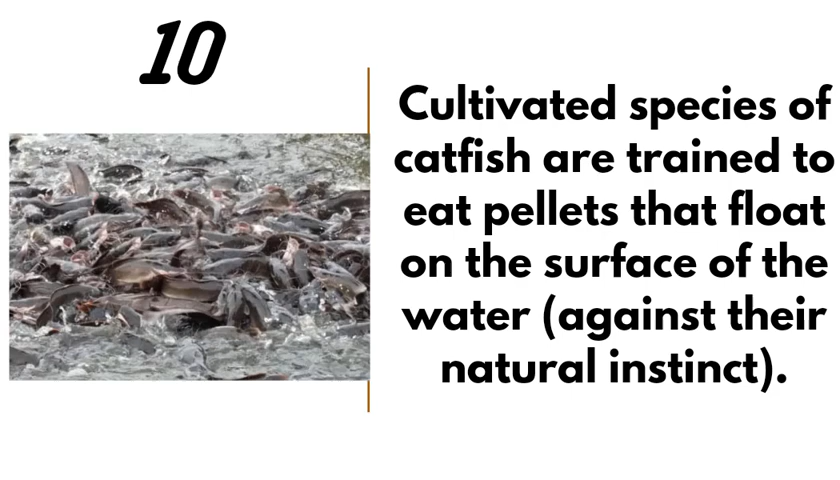 10
Cultivated species of
catfish are trained to
eat pellets that float
on the surface of the
water (against their
natural instinct).